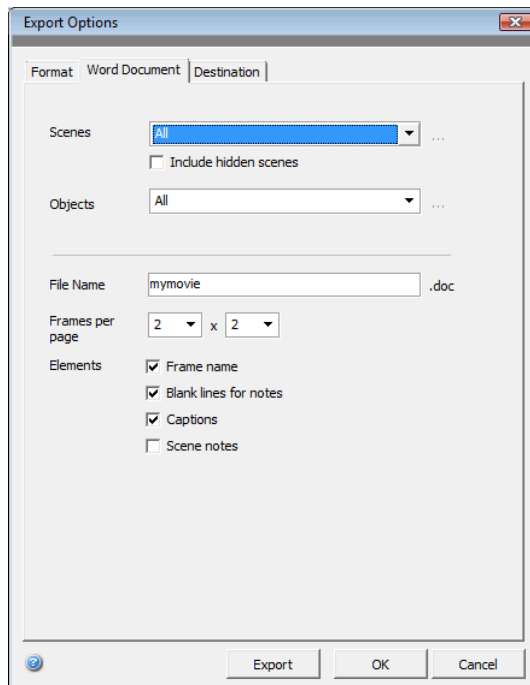 Export Options
Format Word Document Destination
Scenes All ...
Include hidden scenes
Objects All ...
File Name mymovie .doc
Frames per page 2 x 2
Elements Frame name
Blank lines for notes
Captions
Scene notes
? Export OK Cancel